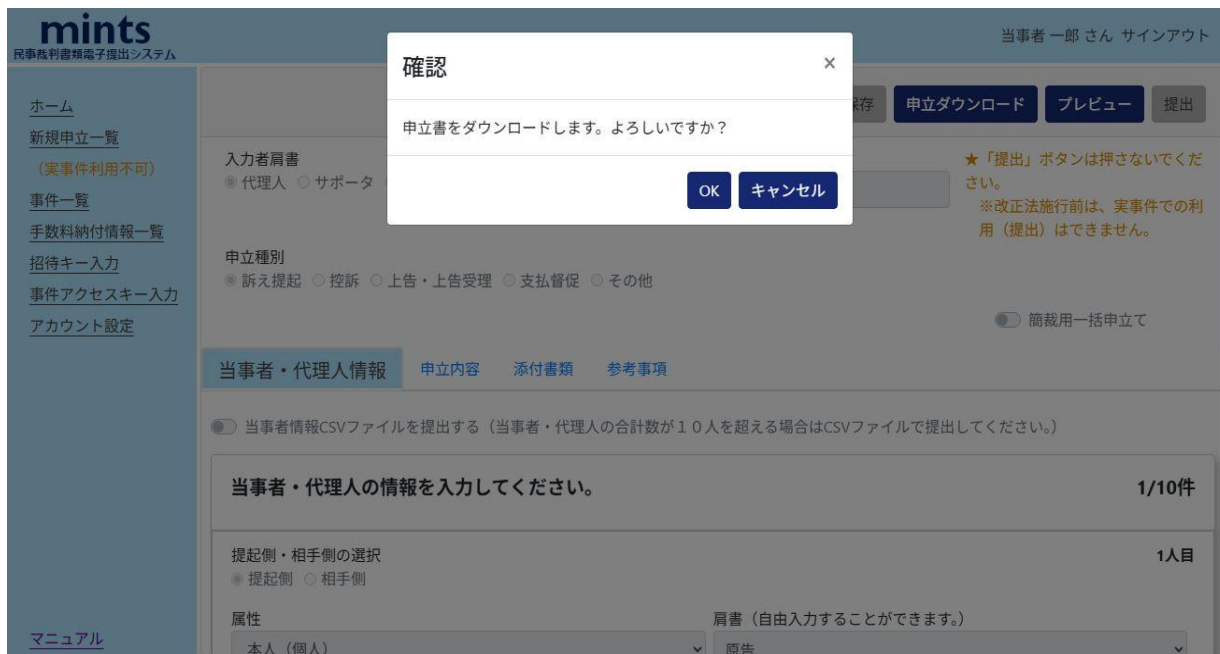 mints
民事裁判書類電子提出システム
当事者 一郎 さん サインアウト
ホーム
新規申立一覧
（実事件利用不可）
事件一覧
手数料納付情報一覧
招待キー入力
事件アクセスキー入力
アカウント設定
マニュアル
確認
×
申立書をダウンロードします。よろしいですか？
OK キャンセル
保存 申立ダウンロード プレビュー 提出
入力者肩書
代理人 サポータ
★「提出」ボタンは押さないでくだ
さい。
※改正法施行前は、実事件での利
用（提出）はできません。
申立種別
訴え提起 控訴 上告・上告受理 支払督促 その他
簡裁用一括申立て
当事者・代理人情報 申立内容 添付書類 参考事項
当事者情報CSVファイルを提出する（当事者・代理人の合計数が１０人を超える場合はCSVファイルで提出してください。）
当事者・代理人の情報を入力してください。 1/10件
提起側・相手側の選択 1人目
提起側 相手側
属性 肩書（自由入力することができます。）
本人（個人） 原告